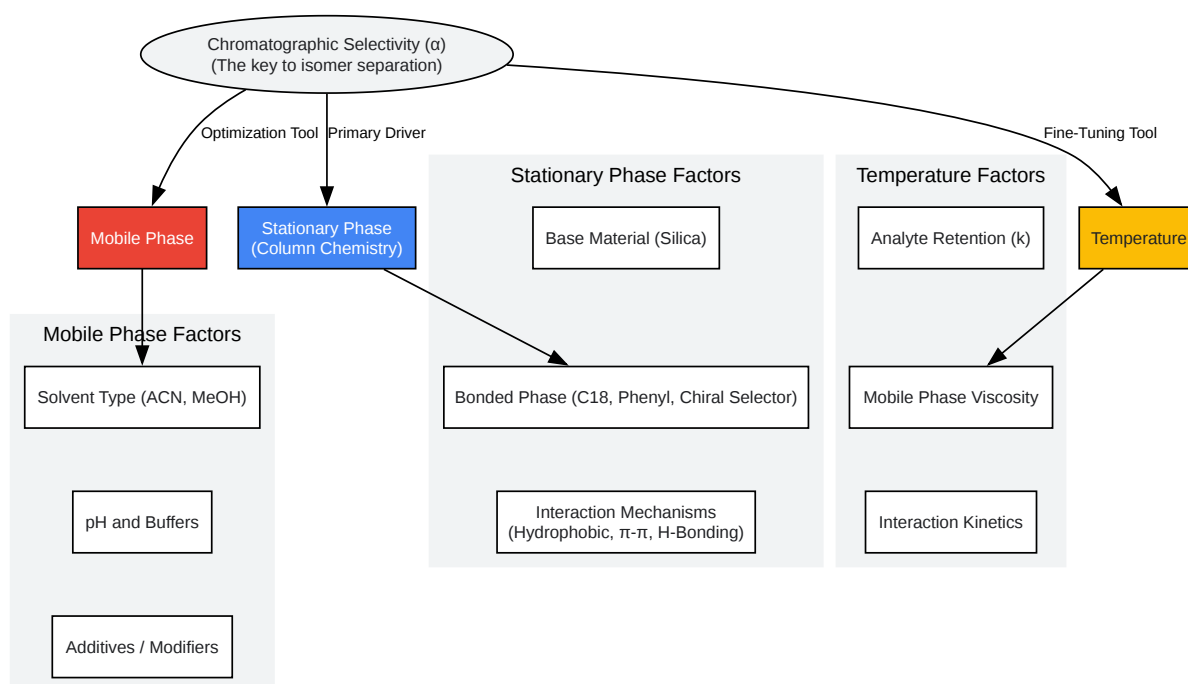 Chromatographic Selectivity (α)
(The key to isomer separation)
Optimization Tool
Primary Driver
Fine-Tuning Tool
Mobile Phase
Stationary Phase
(Column Chemistry)
Temperature
Mobile Phase Factors
Solvent Type (ACN, MeOH)
pH and Buffers
Additives / Modifiers
Stationary Phase Factors
Base Material (Silica)
Bonded Phase (C18, Phenyl, Chiral Selector)
Interaction Mechanisms
(Hydrophobic, π-π, H-Bonding)
Temperature Factors
Analyte Retention (k)
Mobile Phase Viscosity
Interaction Kinetics